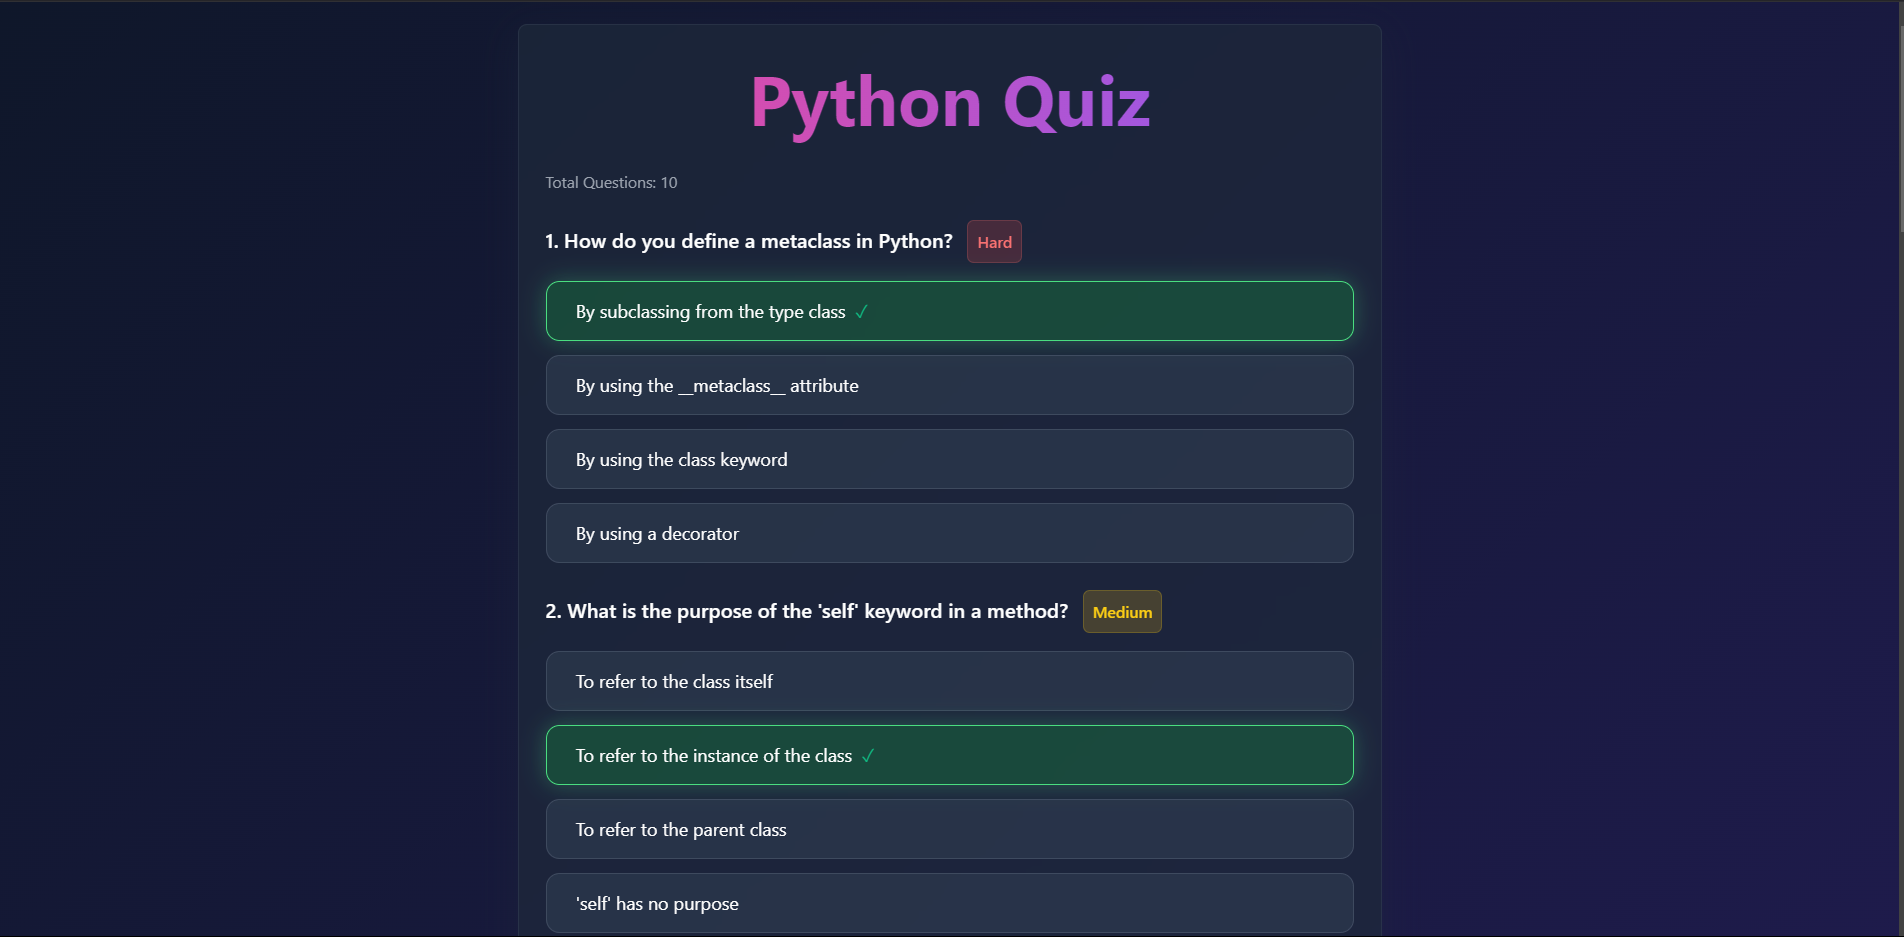 Python Quiz
Total Questions: 10
1. How do you define a metaclass in Python? Hard
By subclassing from the type class ✓
By using the __metaclass__ attribute
By using the class keyword
By using a decorator
2. What is the purpose of the 'self' keyword in a method? Medium
To refer to the class itself
To refer to the instance of the class ✓
To refer to the parent class
'self' has no purpose